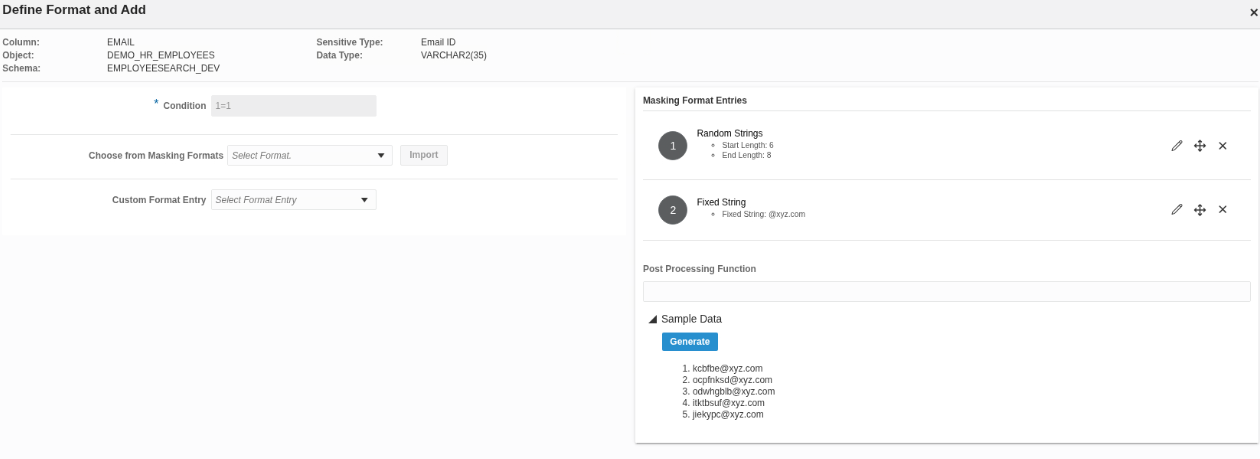 Define Format and Add
Column: EMAIL Sensitive Type: Email ID
Object: DEMO_HR_EMPLOYEES Data Type: VARCHAR2(35)
Schema: EMPLOYEESEARCH_DEV
* Condition 1=1
Choose from Masking Formats Select Format. Import
Custom Format Entry Select Format Entry
Masking Format Entries
1 Random Strings
Start Length: 6
End Length: 8
2 Fixed String
Fixed String: @xyz.com
Post Processing Function
Sample Data
Generate
1. kcbfbe@xyz.com
2. ocpfnksd@xyz.com
3. odwhgblb@xyz.com
4. itktbsuf@xyz.com
5. jiekypc@xyz.com